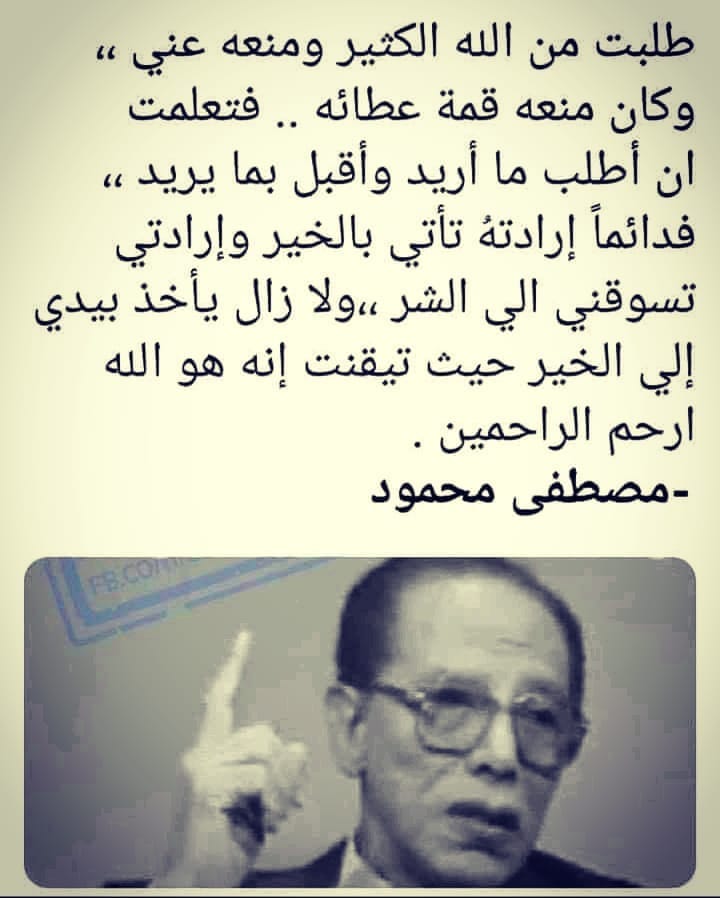 طلبت من الله الكثير ومنعه عني ،،
وكان منعه قمة عطائه .. فتعلمت
ان أطلب ما أريد وأقبل بما يريد ،،
فدائماً إرادتهُ تأتي بالخير وإرادتي
تسوقني الي الشر ،،ولا زال يأخذ بيدي
إلي الخير حيث تيقنت إنه هو الله
ارحم الراحمين .
-مصطفى محمود